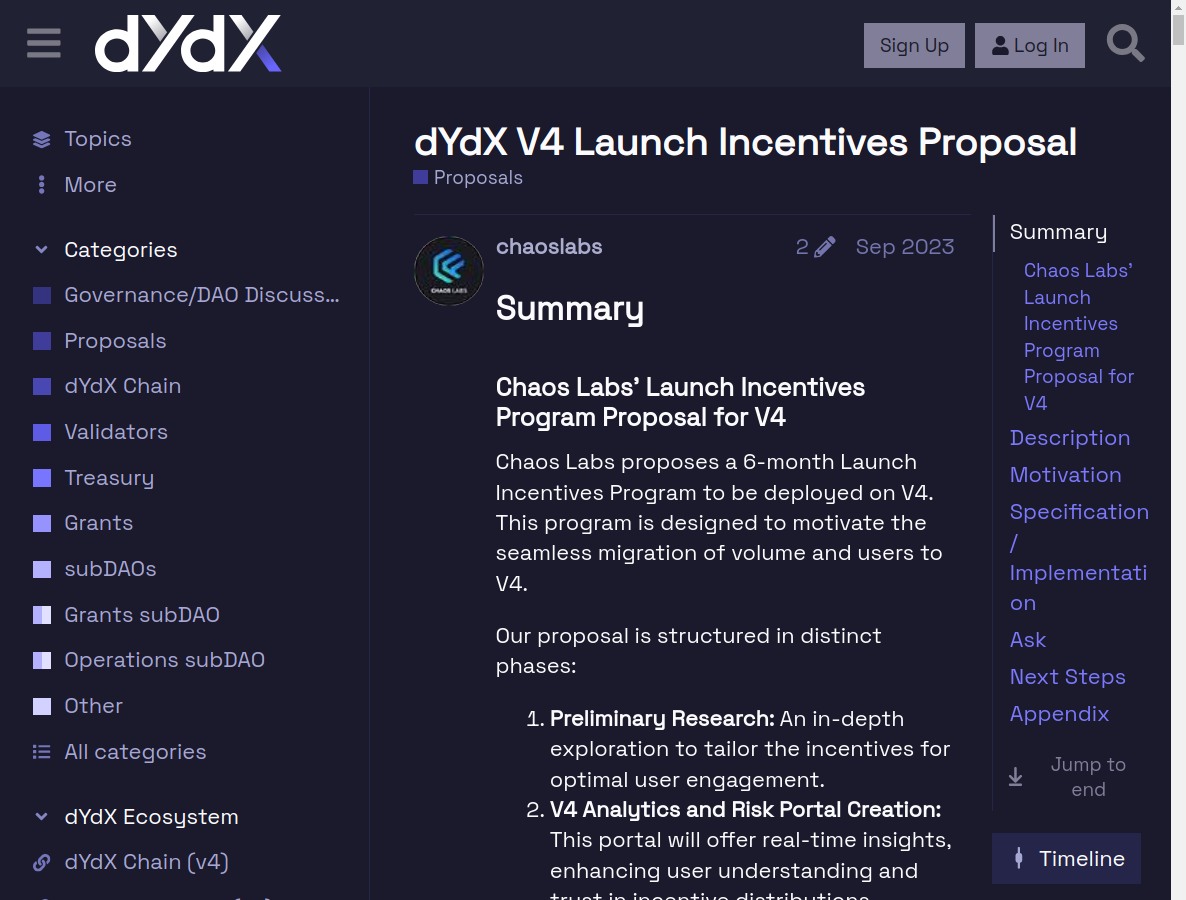 dYdX
Sign Up
Log In
Topics
More
Categories
Governance/DAO Discuss...
Proposals
dYdX Chain
Validators
Treasury
Grants
subDAOs
Grants subDAO
Operations subDAO
Other
All categories
dYdX Ecosystem
dYdX Chain (v4)
dYdX V4 Launch Incentives Proposal
Proposals
CHAOS LABS
chaoslabs
2
Sep 2023
Summary
Chaos Labs' Launch Incentives
Program Proposal for V4
Chaos Labs proposes a 6-month Launch
Incentives Program to be deployed on V4.
This program is designed to motivate the
seamless migration of volume and users to
V4.
Our proposal is structured in distinct
phases:
1. Preliminary Research: An in-depth
exploration to tailor the incentives for
optimal user engagement.
2. V4 Analytics and Risk Portal Creation:
This portal will offer real-time insights,
enhancing user understanding and
trust in incentive distributions.
Summary
Chaos Labs'
Launch
Incentives
Program
Proposal for
V4
Description
Motivation
Specification
/
Implementati
on
Ask
Next Steps
Appendix
Jump to
end
Timeline